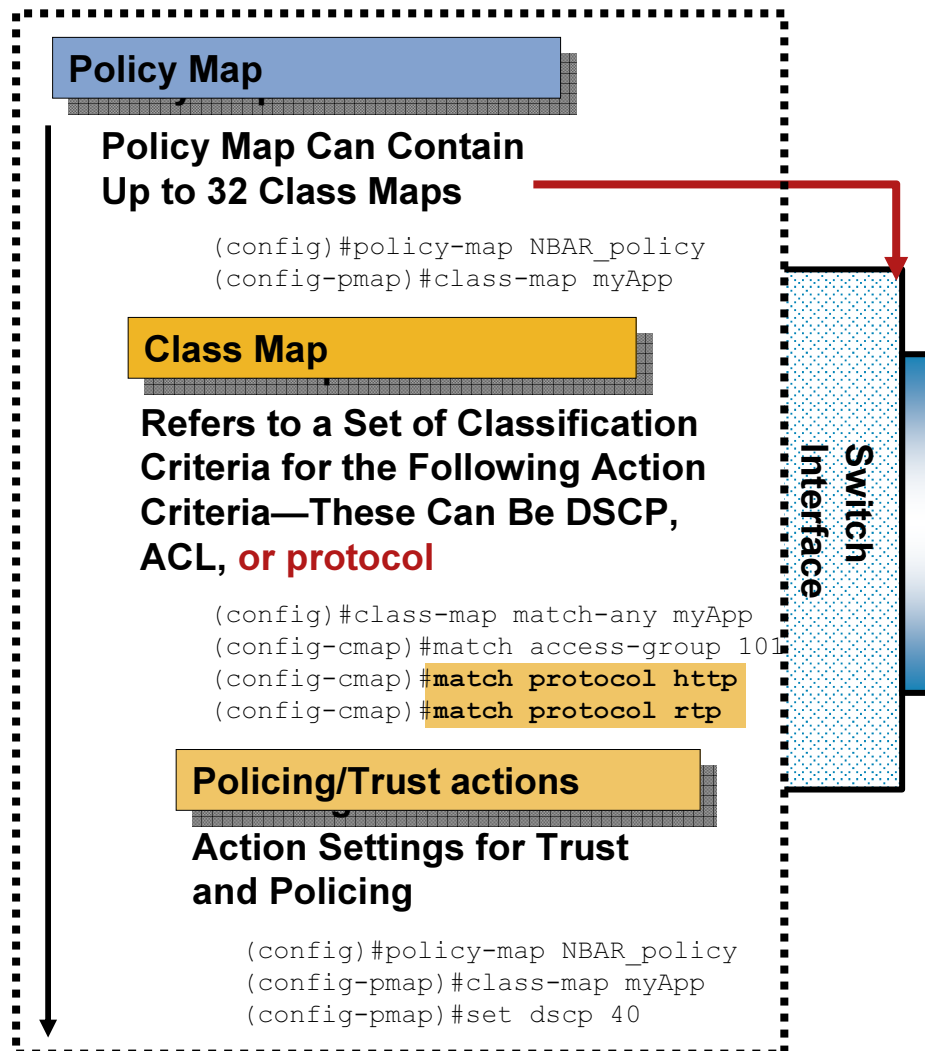 Policy Map
Policy Map Can Contain
Up to 32 Class Maps
(config)#policy-map NBAR_policy
(config-pmap)#class-map myApp
Class Map
Refers to a Set of Classification
Criteria for the Following Action
Criteria—These Can Be DSCP,
ACL, or protocol
(config)#class-map match-any myApp
(config-cmap)#match access-group 101
(config-cmap)#match protocol http
(config-cmap)#match protocol rtp
Policing/Trust actions
Action Settings for Trust
and Policing
(config)#policy-map NBAR_policy
(config-pmap)#class-map myApp
(config-pmap)#set dscp 40
Switch
Interface